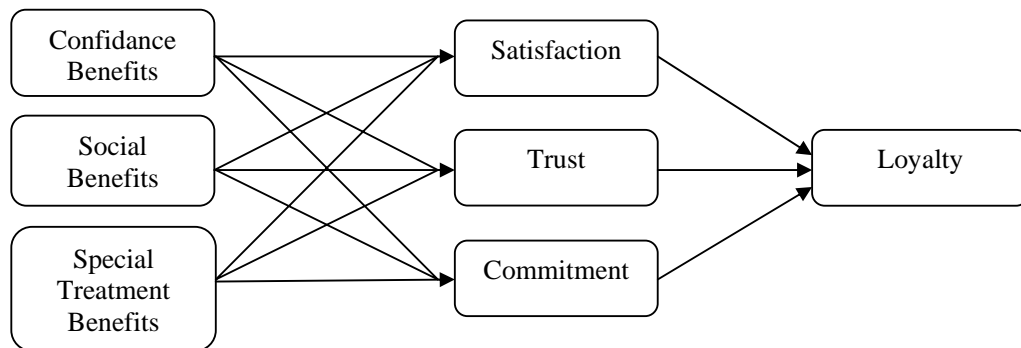 Confidance
Benefits
Satisfaction
Social
Benefits
Trust
Loyalty
Special
Treatment
Benefits
Commitment